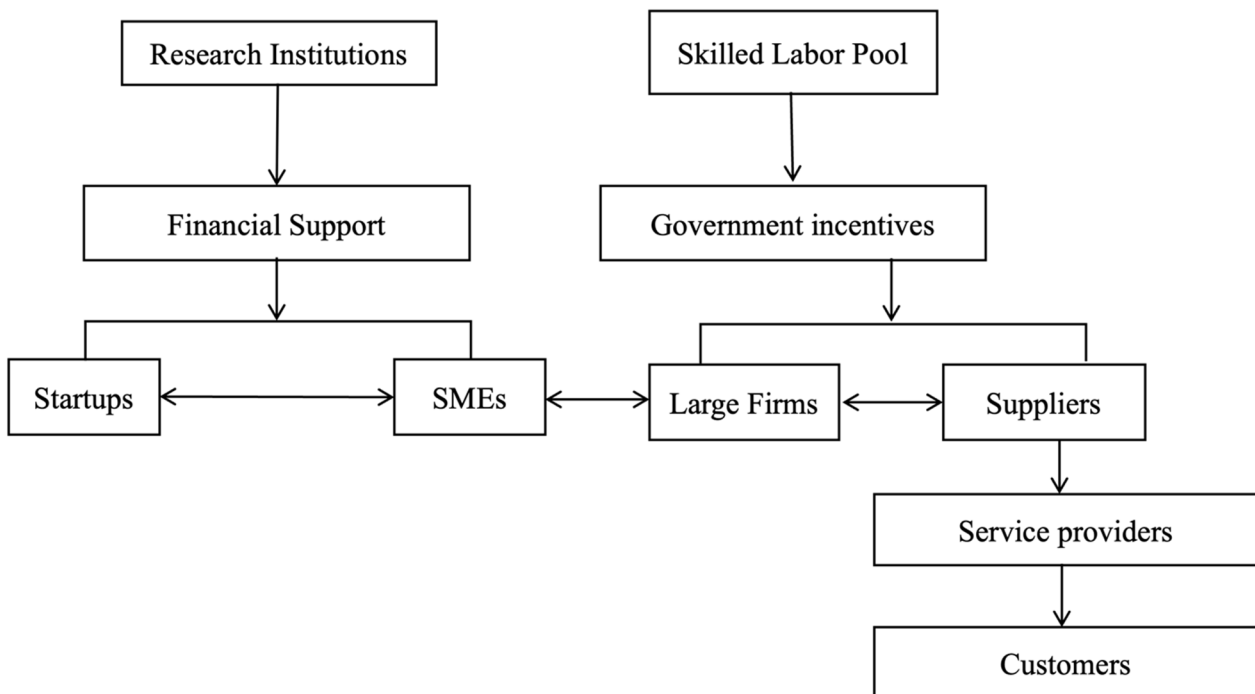 Research Institutions
Skilled Labor Pool
Financial Support
Government incentives
Startups
SMEs
Large Firms
Suppliers
Service providers
Customers